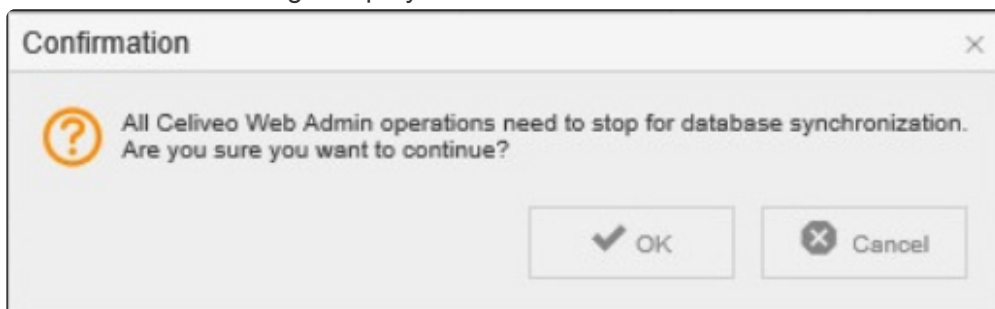 Confirmation
All Celiveo Web Admin operations need to stop for database synchronization.
Are you sure you want to continue?
OK
Cancel